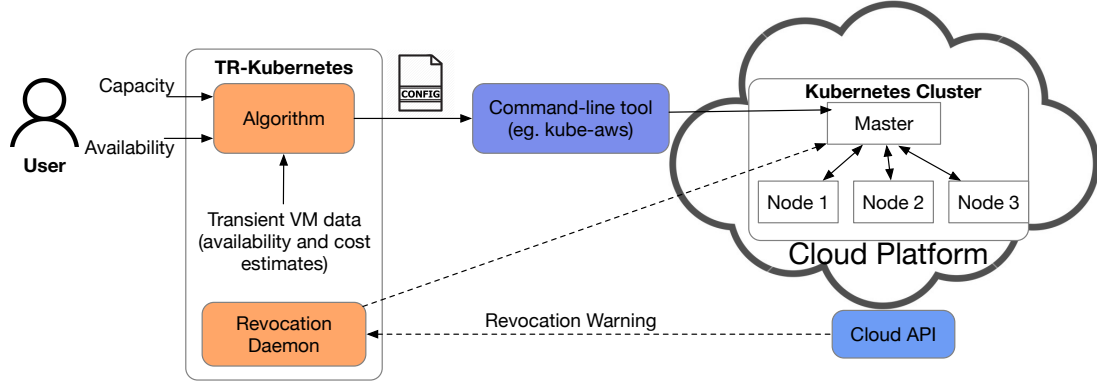 TR-Kubernetes
Capacity
Availability
User
Algorithm
CONFIG
Command-line tool
(eg. kube-aws)
Kubernetes Cluster
Master
Node 1
Node 2
Node 3
Cloud Platform
Transient VM data
(availability and cost
estimates)
Revocation
Daemon
Revocation Warning
Cloud API